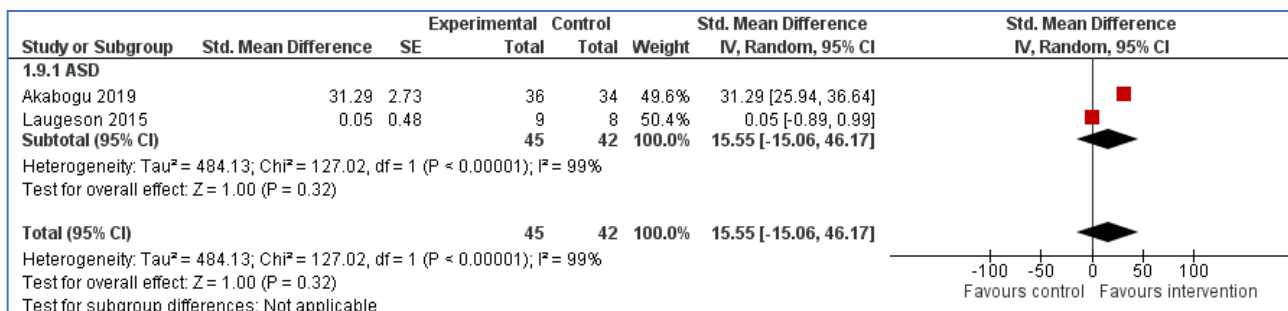 Experimental Control Std. Mean Difference Std. Mean Difference
Study or Subgroup Std. Mean Difference SE Total Total Weight IV, Random, 95% CI IV, Random, 95% CI
1.9.1 ASD
Akabogu 2019 31.29 2.73 36 34 49.6% 31.29 [25.94, 36.64]
Laugeson 2015 0.05 0.48 9 8 50.4% 0.05 [-0.89, 0.99]
Subtotal (95% CI) 45 42 100.0% 15.55 [-15.06, 46.17]
Heterogeneity: Tau² = 484.13; Chi² = 127.02, df = 1 (P < 0.00001); I² = 99%
Test for overall effect: Z = 1.00 (P = 0.32)
Total (95% CI) 45 42 100.0% 15.55 [-15.06, 46.17]
Heterogeneity: Tau² = 484.13; Chi² = 127.02, df = 1 (P < 0.00001); I² = 99%
Test for overall effect: Z = 1.00 (P = 0.32)
Test for subgroup differences: Not applicable
-100 -50 0 50 100
Favours control Favours intervention